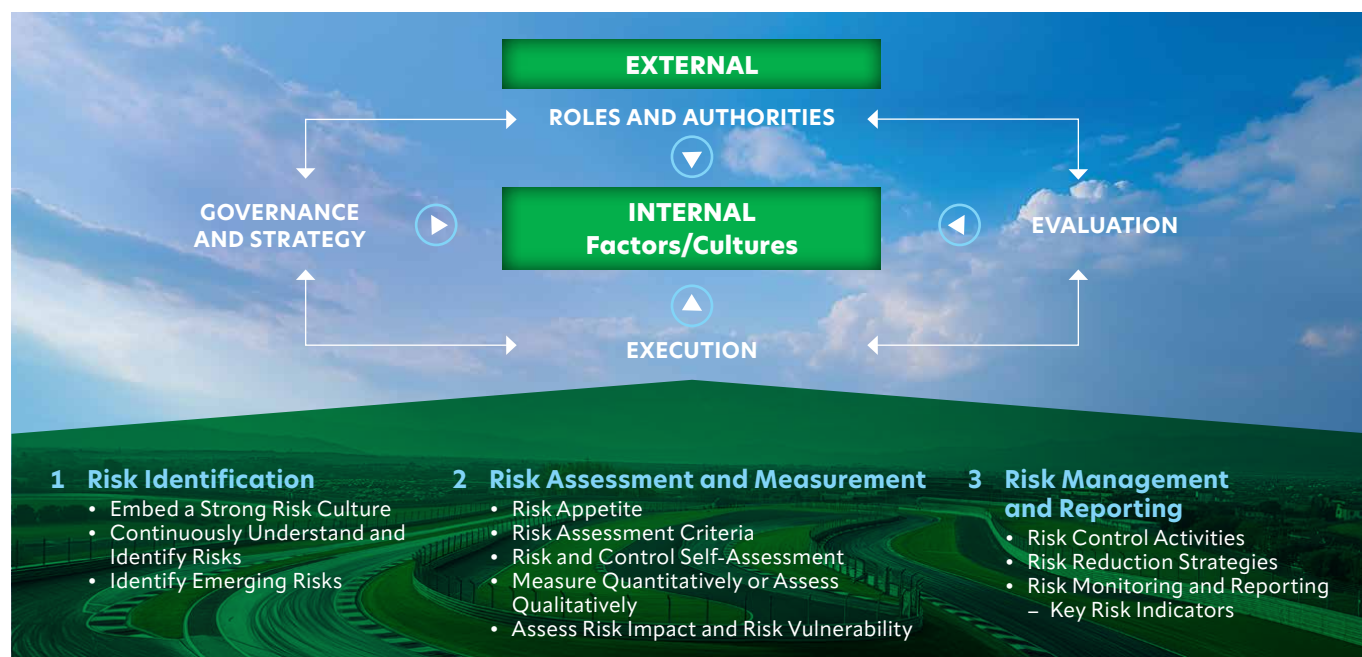 EXTERNAL
ROLES AND AUTHORITIES
GOVERNANCE
AND STRATEGY
INTERNAL
Factors/Cultures
EVALUATION
EXECUTION
1 Risk Identification
• Embed a Strong Risk Culture
• Continuously Understand and
Identify Risks
• Identify Emerging Risks
2 Risk Assessment and Measurement
• Risk Appetite
• Risk Assessment Criteria
• Risk and Control Self-Assessment
• Measure Quantitatively or Assess
Qualitatively
• Assess Risk Impact and Risk Vulnerability
3 Risk Management
and Reporting
• Risk Control Activities
• Risk Reduction Strategies
• Risk Monitoring and Reporting
– Key Risk Indicators